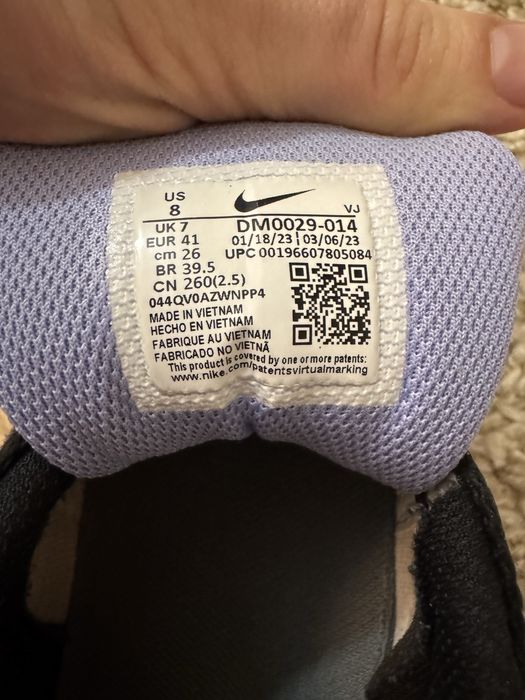 US
8
VJ
UK 7
DM0029-014
EUR 41
01/18/23 | 03/06/23
cm 26
UPC 00196607805084
BR 39.5
CN 260(2.5)
044QV0AZWNPP4
MADE IN VIETNAM
HECHO EN VIETNAM
FABRIQUE AU VIETNAM
FABRICADO NO VIETNÃ
This product is covered by one or more patents:
www.nike.com/patentsvirtualmarking